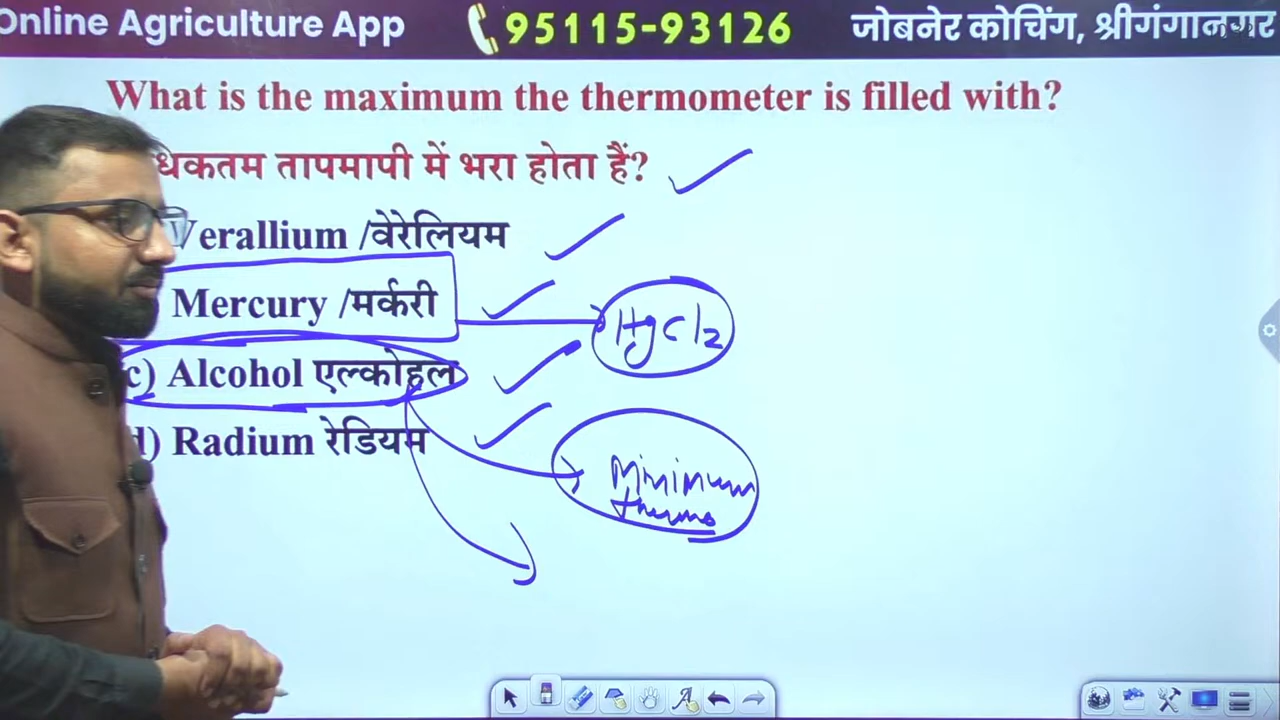 Online Agriculture App 95115-93126 जोबनेर कोचिंग, श्रीगंगानगर
What is the maximum the thermometer is filled with?
धिकतम तापमापी में भरा होता हैं?
Verallium /वेरेलियम
Mercury /मर्करी
HgCl2
c) Alcohol एल्कोहल
d) Radium रेडियम
Minimum
thermo